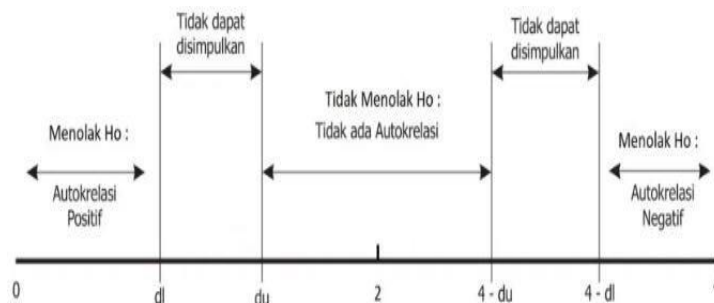 Tidak dapat
disimpulkan
Tidak dapat
disimpulkan
Tidak Menolak Ho :
Tidak ada Autokrelasi
Menolak Ho :
Menolak Ho :
Autokrelasi
Positif
Autokrelasi
Negatif
0 dl du 2 4 - du 4 - dl